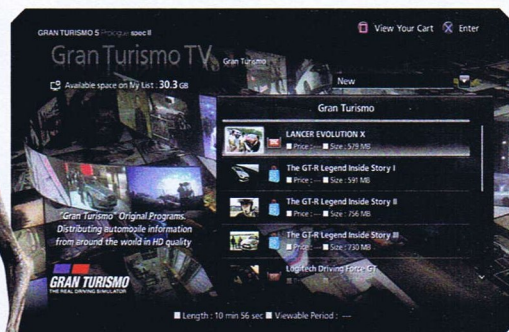 GRAN TURISMO 5 Prologue spec II
View Your Cart Enter
Gran Turismo TV
Gran Turismo
Available space on My List : 30.3 GB
New
Gran Turismo
LANCER EVOLUTION X
Price : --- Size : 579 MB
The GT-R Legend Inside Story I
Price : --- Size : 591 MB
The GT-R Legend Inside Story II
Price : --- Size : 756 MB
The GT-R Legend Inside Story III
Price : --- Size : 730 MB
Logitech Driving Force GT
"Gran Turismo" Original Programs.
Distributing automobile information
from around the world in HD quality
GRAN TURISMO
THE REAL DRIVING SIMULATOR
Length : 10 min 56 sec Viewable Period : ---